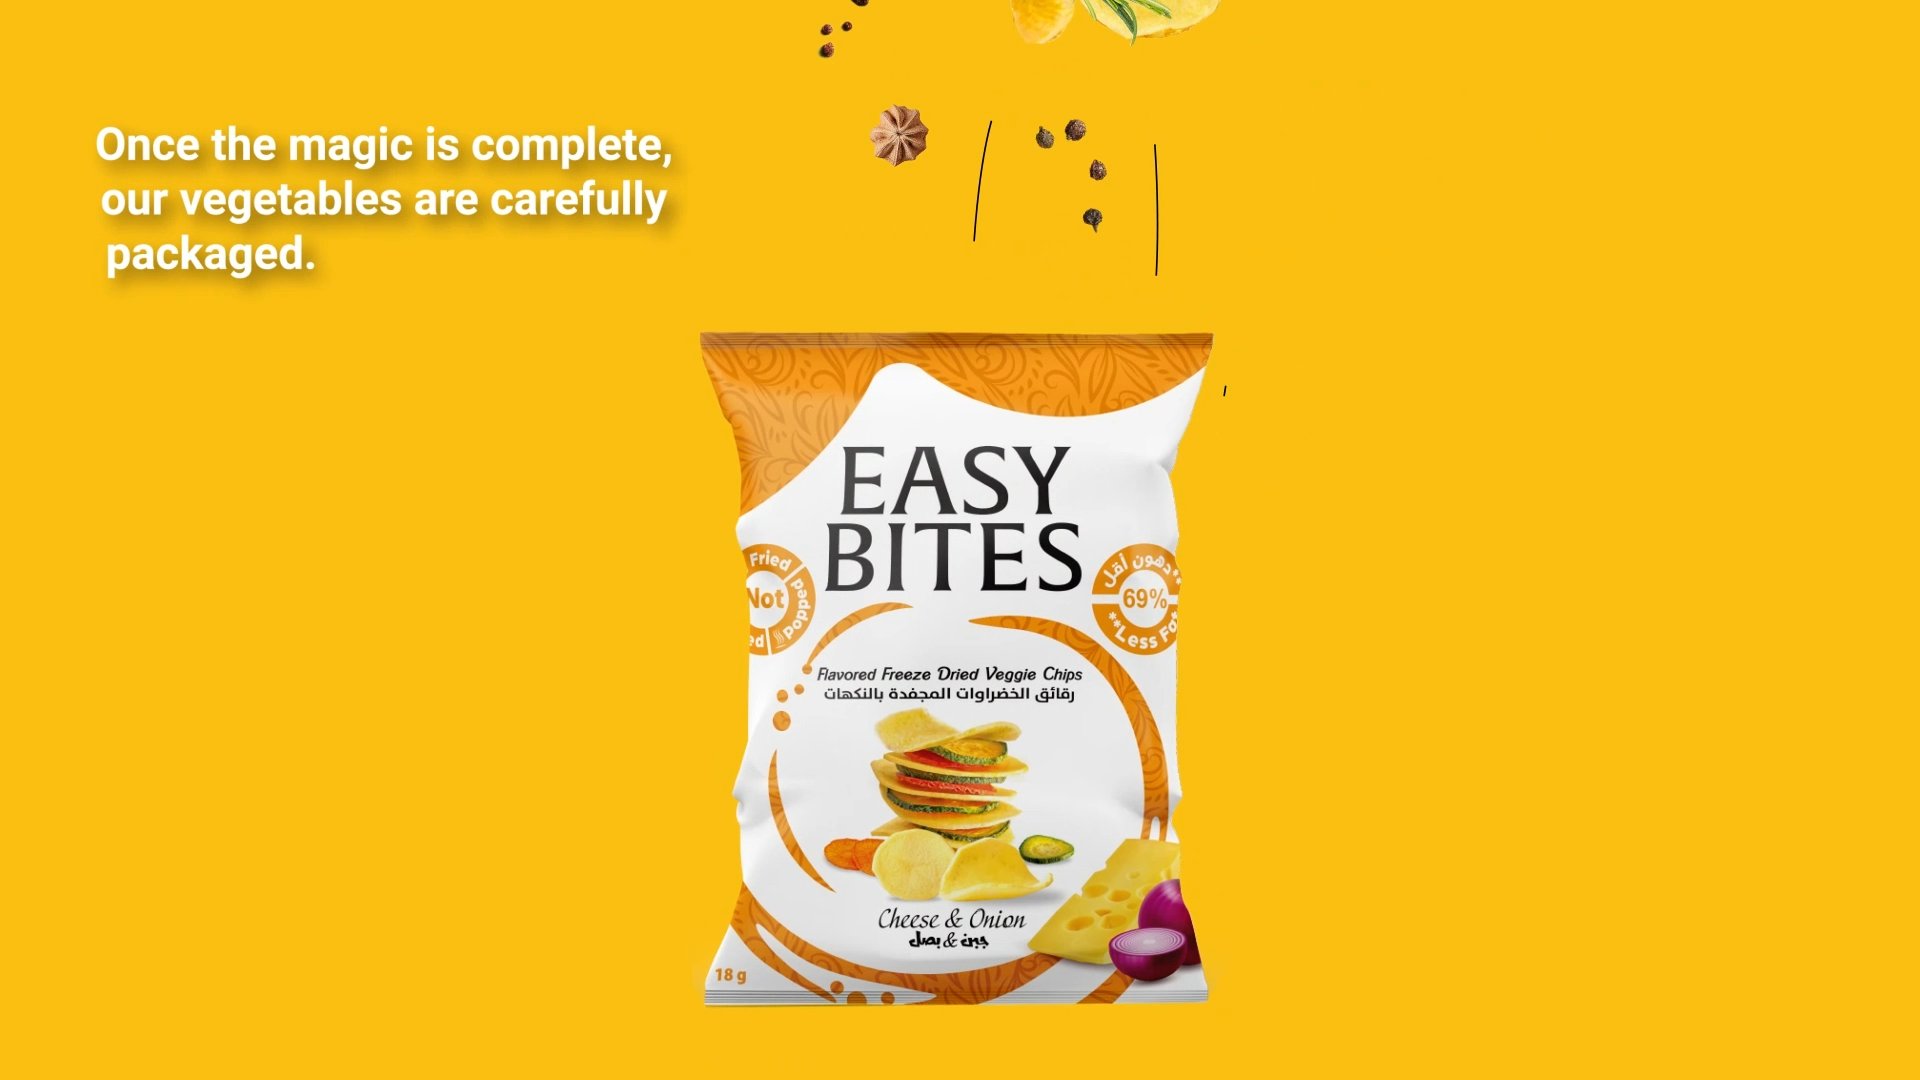 Once the magic is complete,
our vegetables are carefully
packaged.
EASY
BITES
Fried
Not
Popped
دهون أقل**
69%
**Less Fat
Flavored Freeze Dried Veggie Chips
رقائق الخضراوات المجفدة بالنكهات
Cheese & Onion
جبن & بصل
18 g